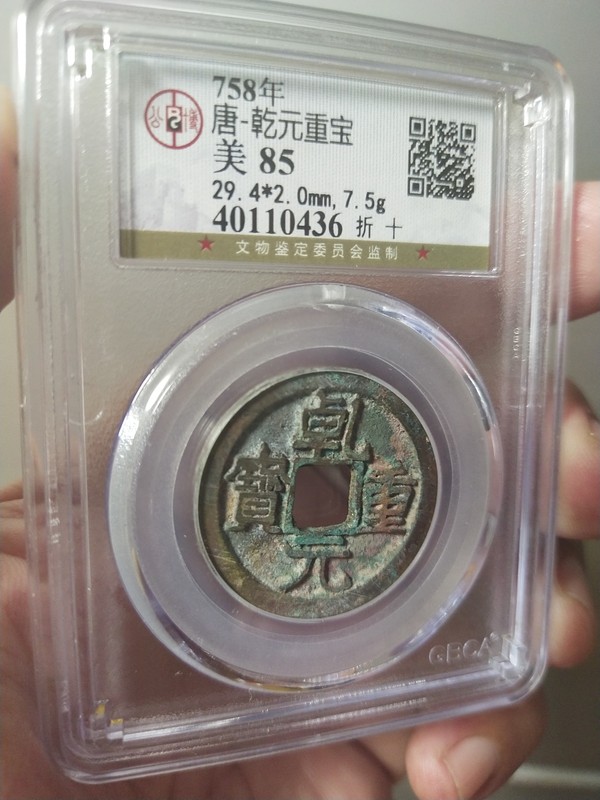 758年
唐-乾元重宝
美 85
29.4*2.0mm,7.5g
40110436 折十
★ 文物鉴定委员会监制 ★
乾元重寶
GBCA